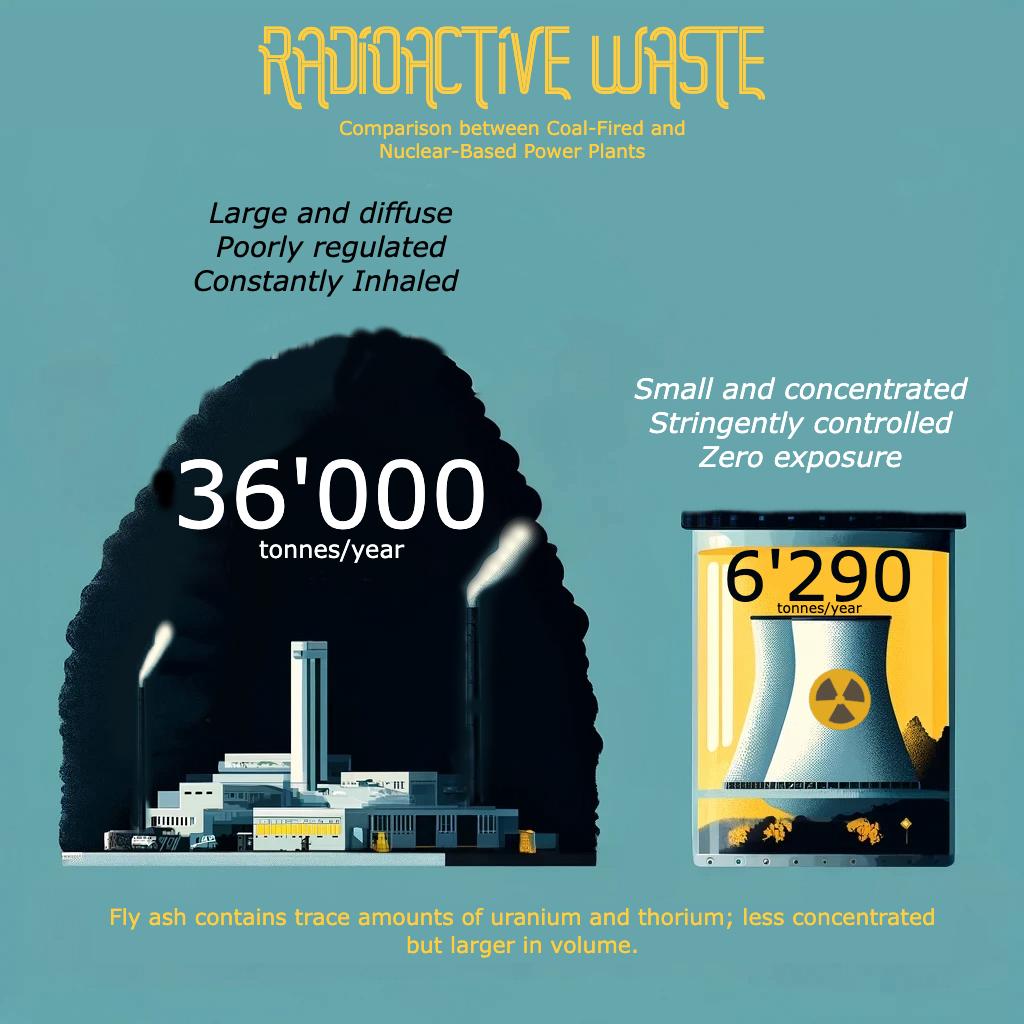 RADIOACTIVE WASTE
Comparison between Coal-Fired and
Nuclear-Based Power Plants
Large and diffuse
Poorly regulated
Constantly Inhaled
36'000
tonnes/year
Small and concentrated
Stringently controlled
Zero exposure
6'290
tonnes/year
Fly ash contains trace amounts of uranium and thorium; less concentrated
but larger in volume.